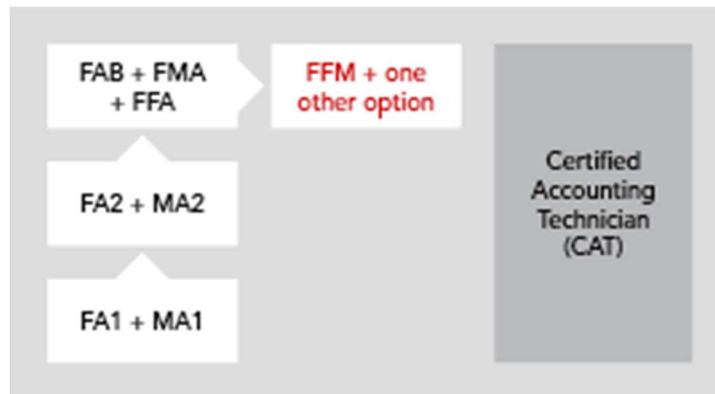 FAB + FMA
+ FFA
FFM + one
other option
FA2 + MA2
FA1 + MA1
Certified
Accounting
Technician
(CAT)